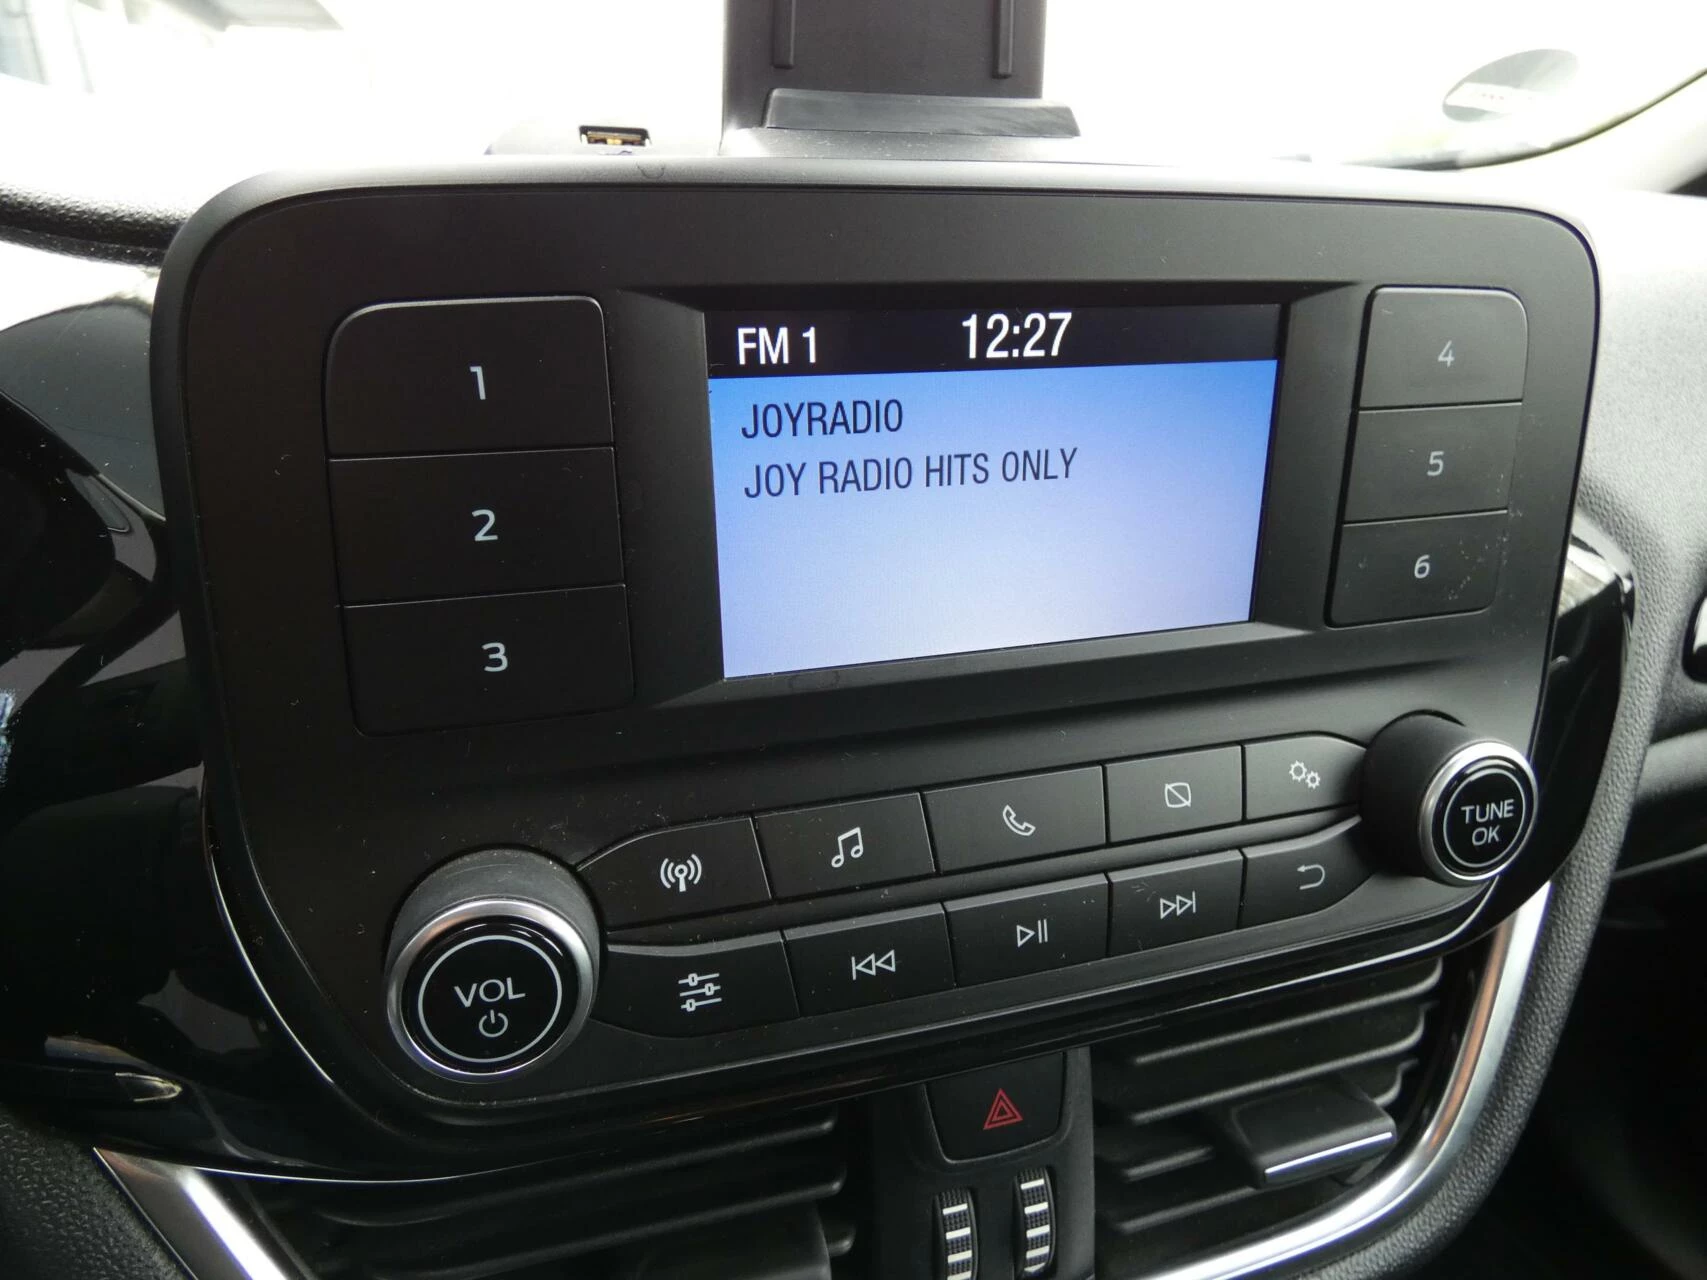 FM 1 12:27
JOYRADIO
JOY RADIO HITS ONLY
1
2
3
4
5
6
VOL
TUNE
OK